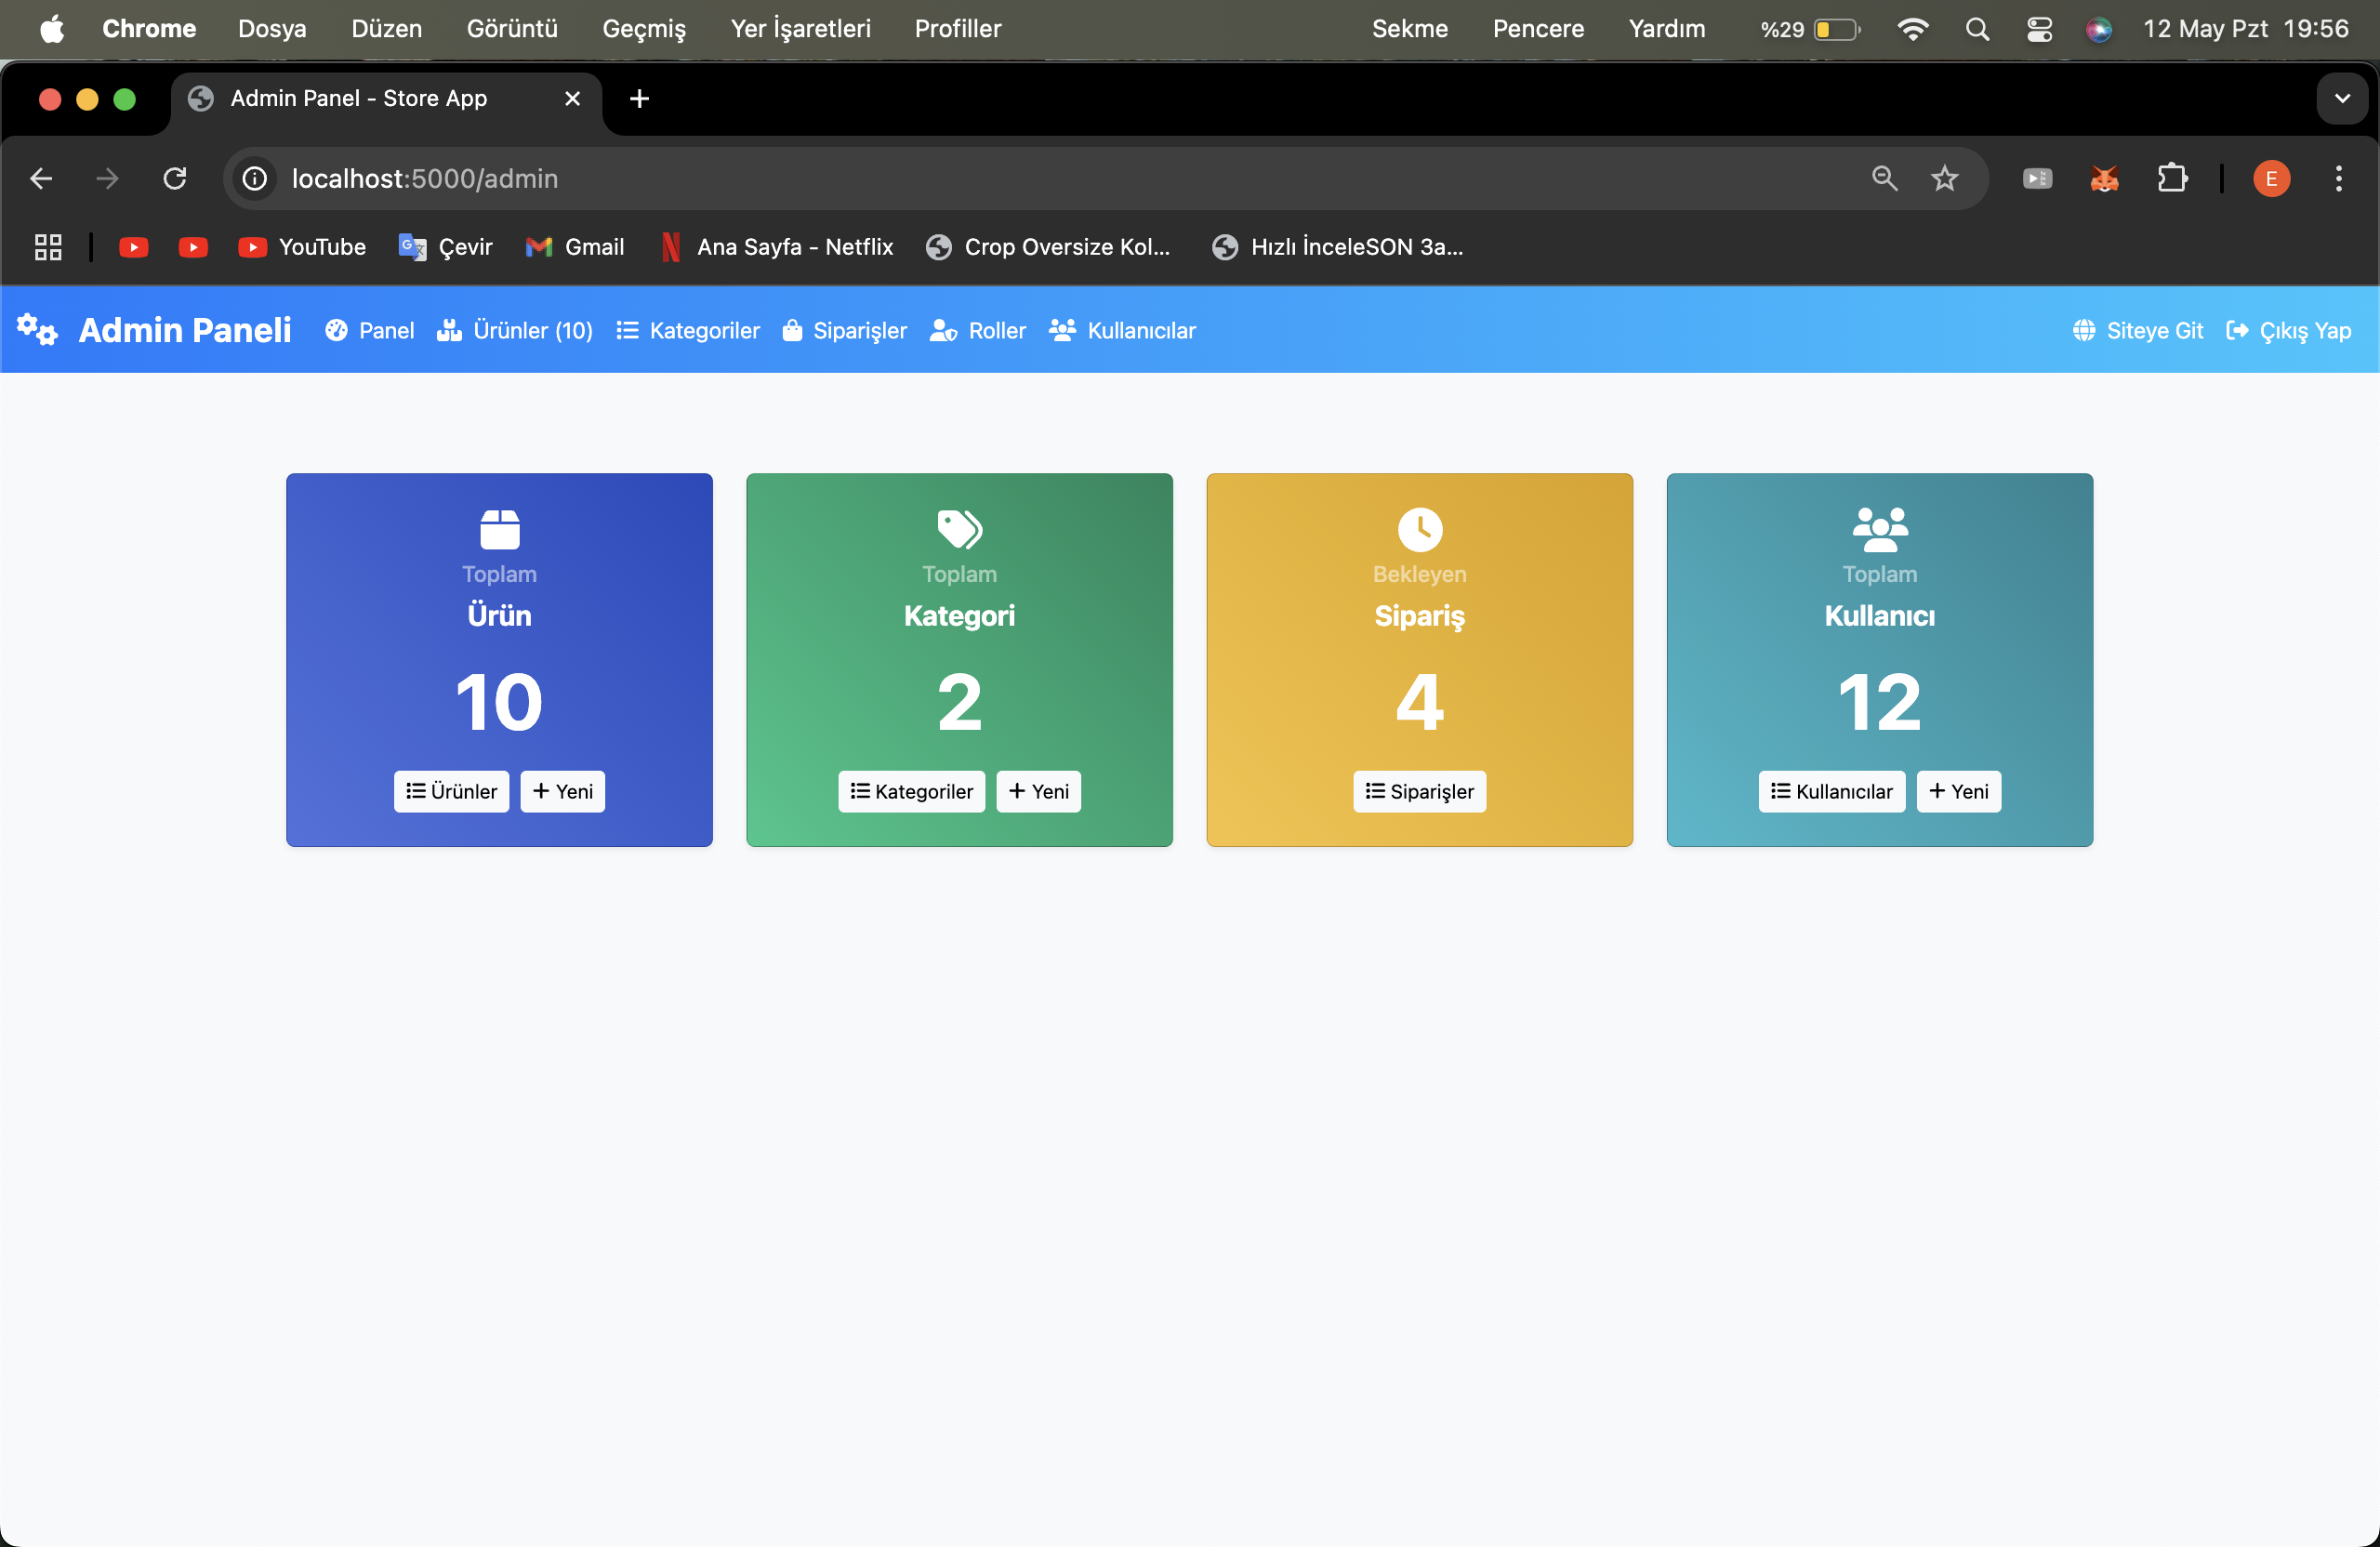 Chrome Dosya Düzen Görüntü Geçmiş Yer İşaretleri Profiller Sekme Pencere Yardım %29 12 May Pzt 19:56
Admin Panel - Store App
localhost:5000/admin
E
YouTube Çevir Gmail Ana Sayfa - Netflix Crop Oversize Kol... Hızlı İnceleSON 3a...
Admin Paneli Panel Ürünler (10) Kategoriler Siparişler Roller Kullanıcılar Siteye Git Çıkış Yap
Toplam
Ürün
10
Ürünler + Yeni
Toplam
Kategori
2
Kategoriler + Yeni
Bekleyen
Sipariş
4
Siparişler
Toplam
Kullanıcı
12
Kullanıcılar + Yeni